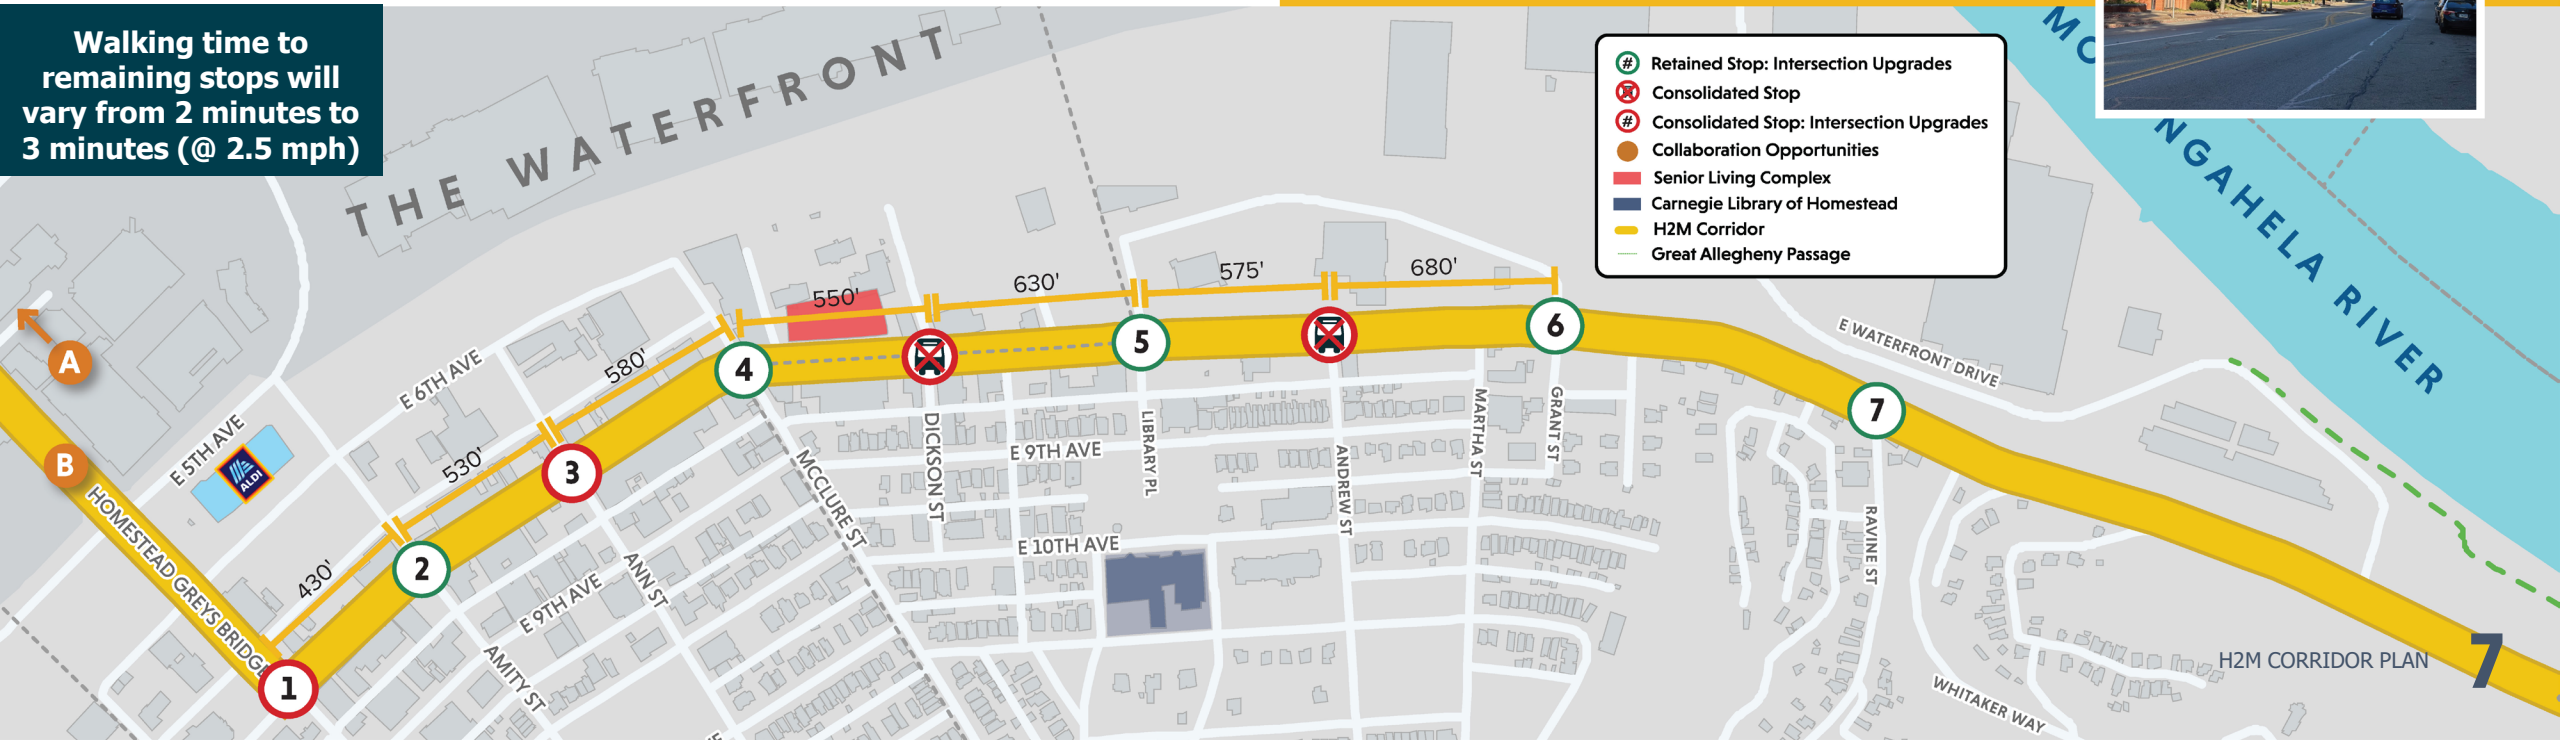 Walking time to
remaining stops will
vary from 2 minutes to
3 minutes (@ 2.5 mph)
THE WATERFRONT
# Retained Stop: Intersection Upgrades
Consolidated Stop
# Consolidated Stop: Intersection Upgrades
Collaboration Opportunities
Senior Living Complex
Carnegie Library of Homestead
H2M Corridor
Great Allegheny Passage
MO
NGAHELA RIVER
A
B
E 5TH AVE
ALDI
E 6TH AVE
HOMESTEAD GREYS BRIDGE
430'
530'
580'
550'
630'
575'
680'
1
2
3
4
5
6
7
E 9TH AVE
AMITY ST
ANN ST
MCCLURE ST
DICKSON ST
E 9TH AVE
E 10TH AVE
LIBRARY PL
ANDREW ST
MARTHA ST
GRANT ST
RAVINE ST
E WATERFRONT DRIVE
WHITAKER WAY
H2M CORRIDOR PLAN 7